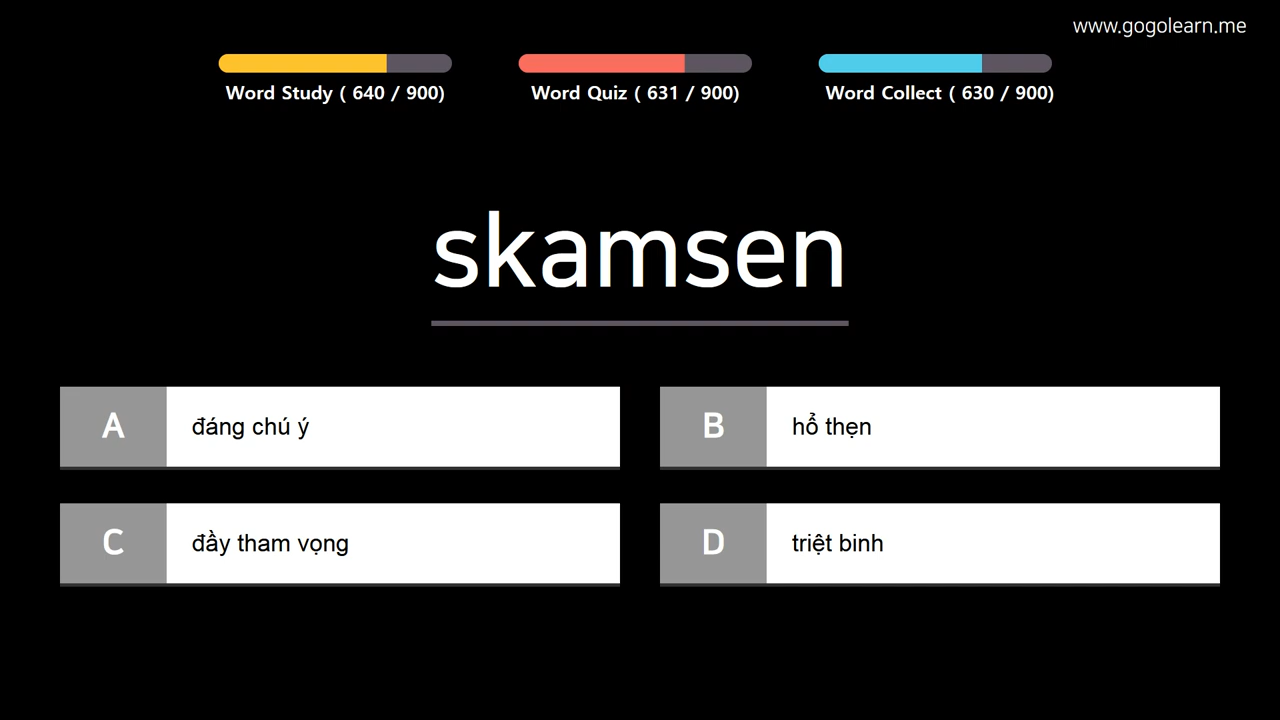 www.gogolearn.me
Word Study ( 640 / 900)
Word Quiz ( 631 / 900)
Word Collect ( 630 / 900)
skamsen
A đáng chú ý
B hổ thẹn
C đầy tham vọng
D triệt binh